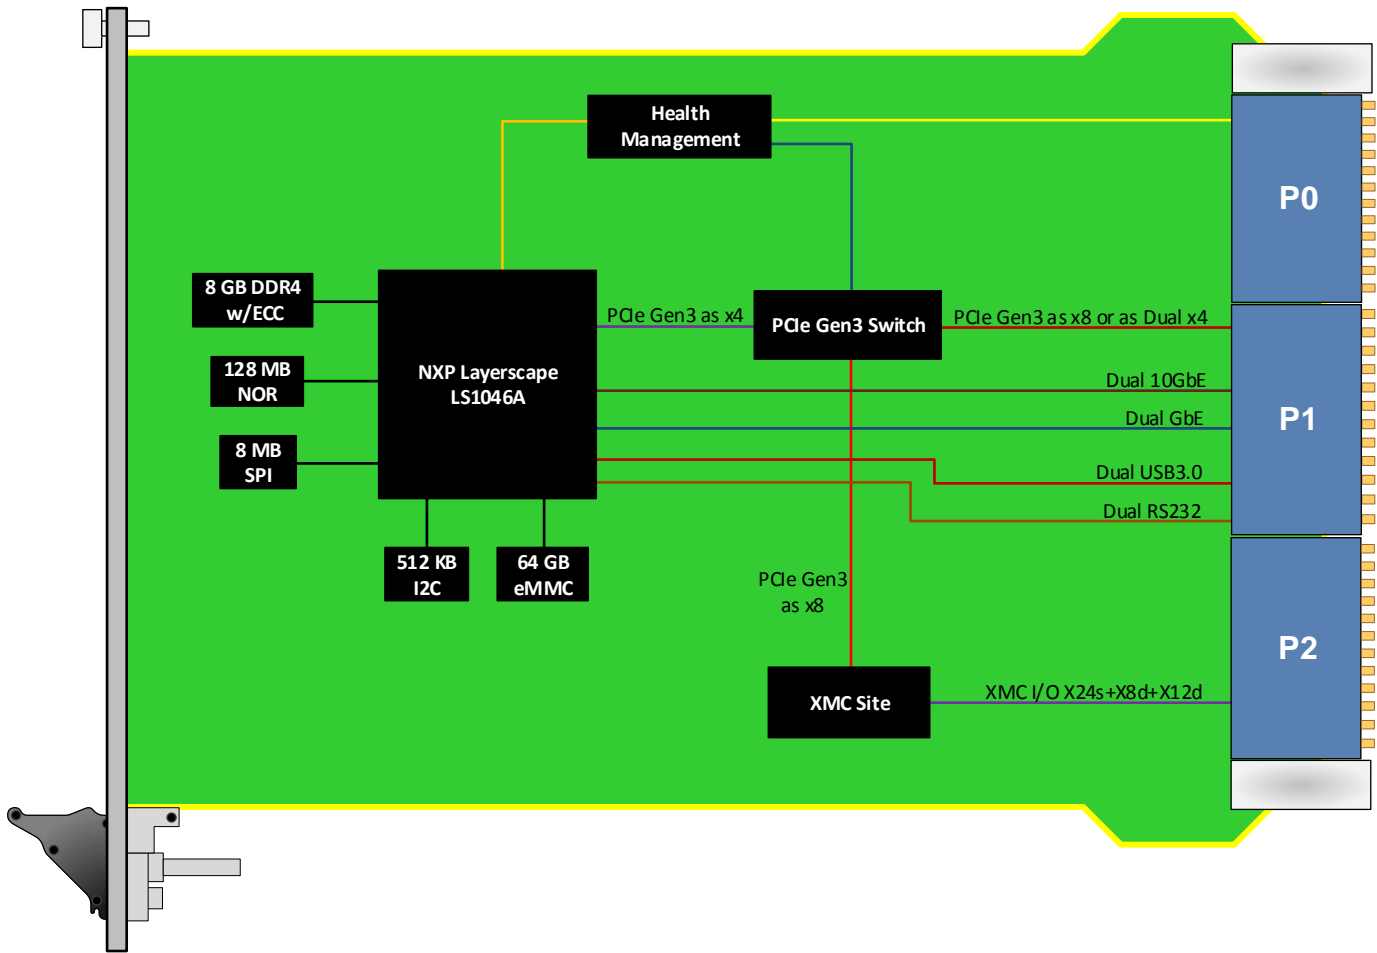 Health
Management
P0
8 GB DDR4
w/ECC
PCIe Gen3 as x4
PCIe Gen3 Switch
PCIe Gen3 as x8 or as Dual x4
128 MB
NOR
NXP Layerscape
LS1046A
Dual 10GbE
Dual GbE
P1
8 MB
SPI
Dual USB3.0
Dual RS232
512 KB
I2C
64 GB
eMMC
PCIe Gen3
as x8
P2
XMC Site
XMC I/O X24s+X8d+X12d